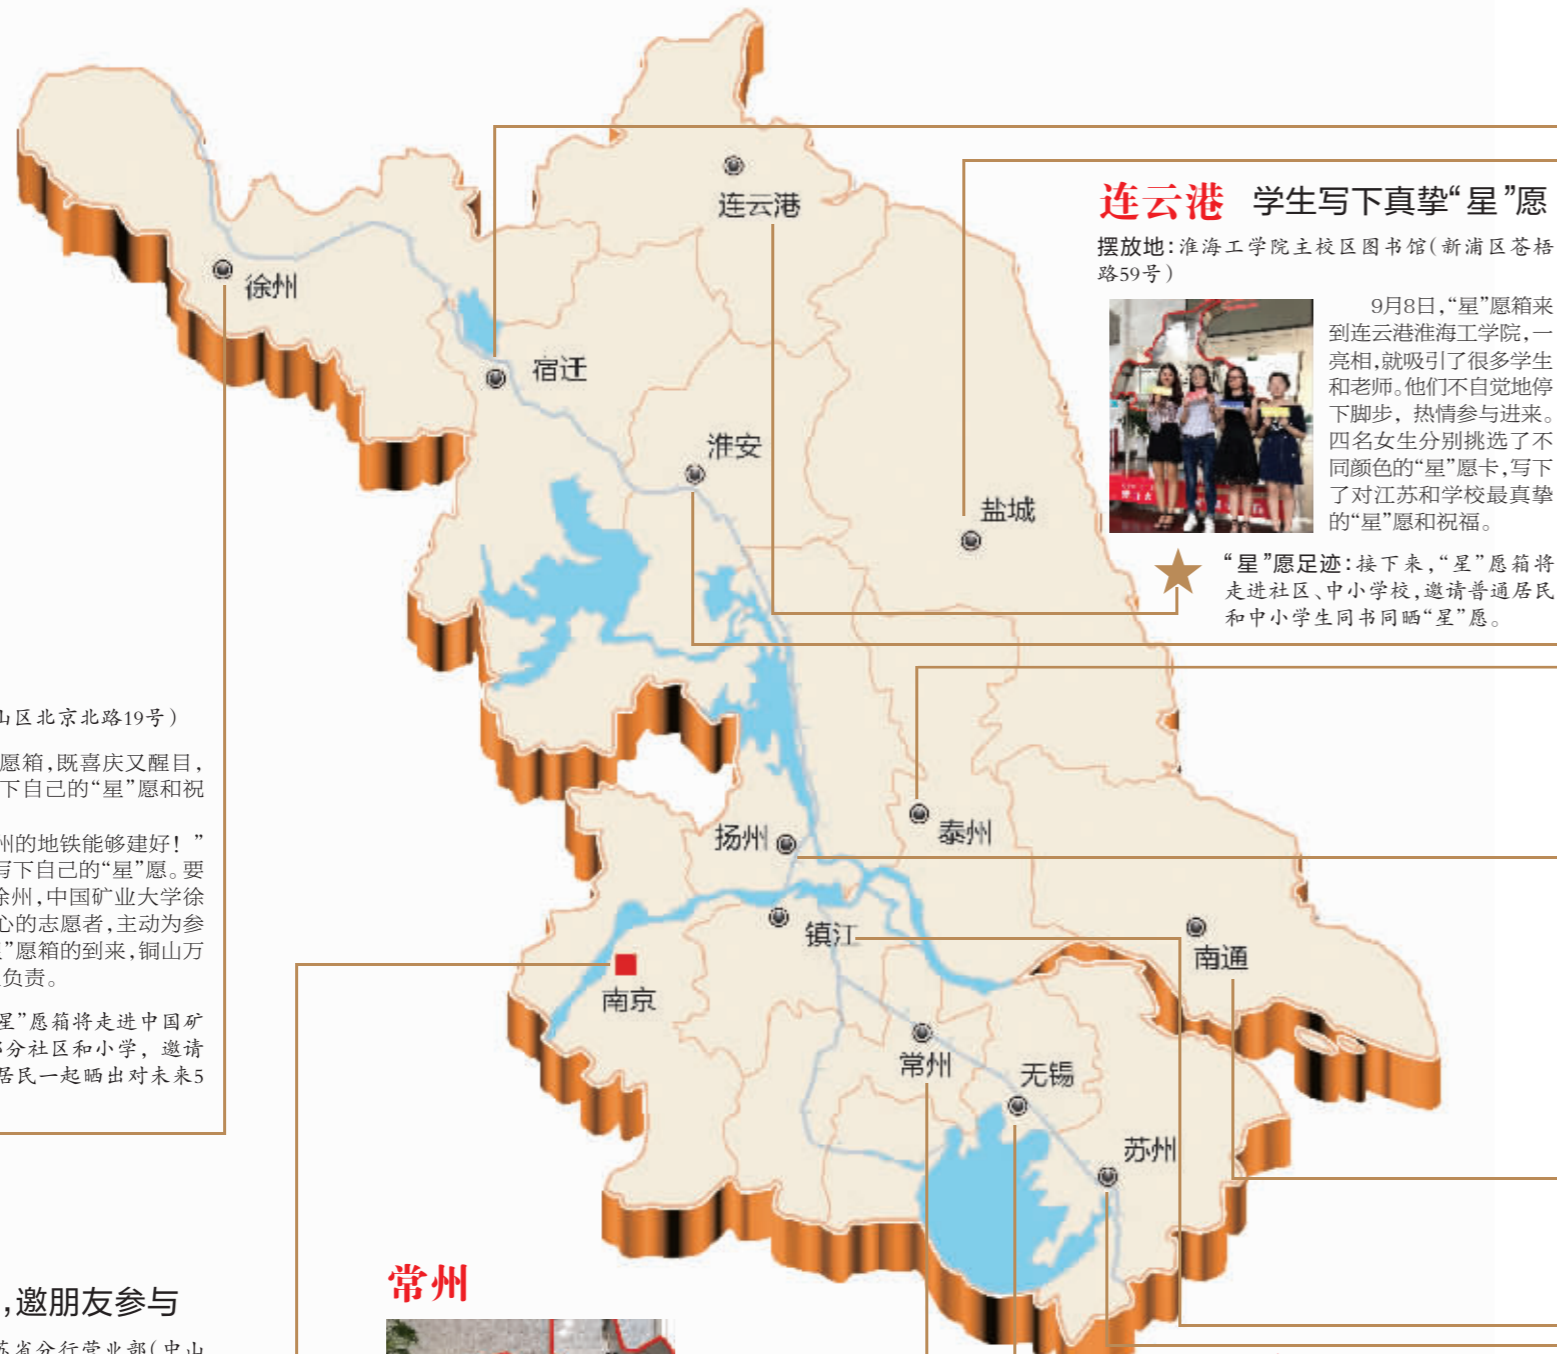 连云港
徐州
宿迁
淮安
盐城
扬州
泰州
镇江
南京
南通
常州
无锡
苏州
连云港 学生写下真挚“星”愿
摆放地:淮海工学院主校区图书馆(新浦区苍梧
路59号)
9月8日,“星”愿箱来
到连云港淮海工学院,一
亮相,就吸引了很多学生
和老师。他们不自觉地停
下脚步,热情参与进来。
四名女生分别挑选了不
同颜色的“星”愿卡,写下
了对江苏和学校最真挚
的“星”愿和祝福。
“星”愿足迹:接下来,“星”愿箱将
走进社区、中小学校,邀请普通居民
和中小学生同书同晒“星”愿。
山区北京北路19号)
愿箱,既喜庆又醒目,
下自己的“星”愿和祝
州的地铁能够建好!”
写下自己的“星”愿。要
徐州,中国矿业大学徐
心的志愿者,主动为参
”愿箱的到来,铜山万
负责。
星”愿箱将走进中国矿
部分社区和小学,邀请
居民一起晒出对未来5
,邀朋友参与
苏省分行营业部(中山
常州